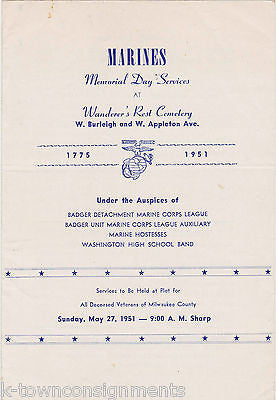 MARINES
Memorial Day Services
AT
Wanderer's Rest Cemetery
W. Burleigh and W. Appleton Ave.
1775 1951
Under the Auspices of
BADGER DETACHMENT MARINE CORPS LEAGUE
BADGER UNIT MARINE CORPS LEAGUE AUXILIARY
MARINE HOSTESSES
WASHINGTON HIGH SCHOOL BAND
Services to Be Held at Plot for
All Deceased Veterans of Milwaukee County
Sunday, May 27, 1951 — 9:00 A. M. Sharp
k-townconsignments